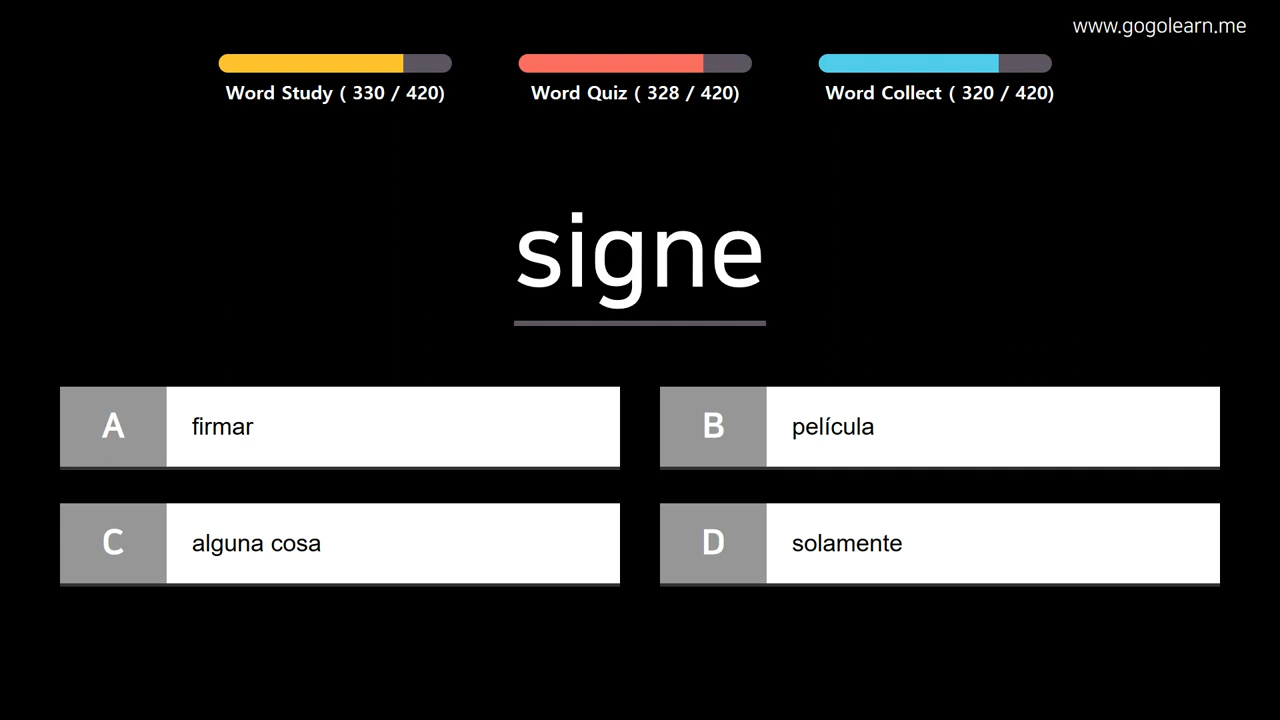 www.gogolearn.me
Word Study ( 330 / 420)
Word Quiz ( 328 / 420)
Word Collect ( 320 / 420)
signe
A firmar
B película
C alguna cosa
D solamente